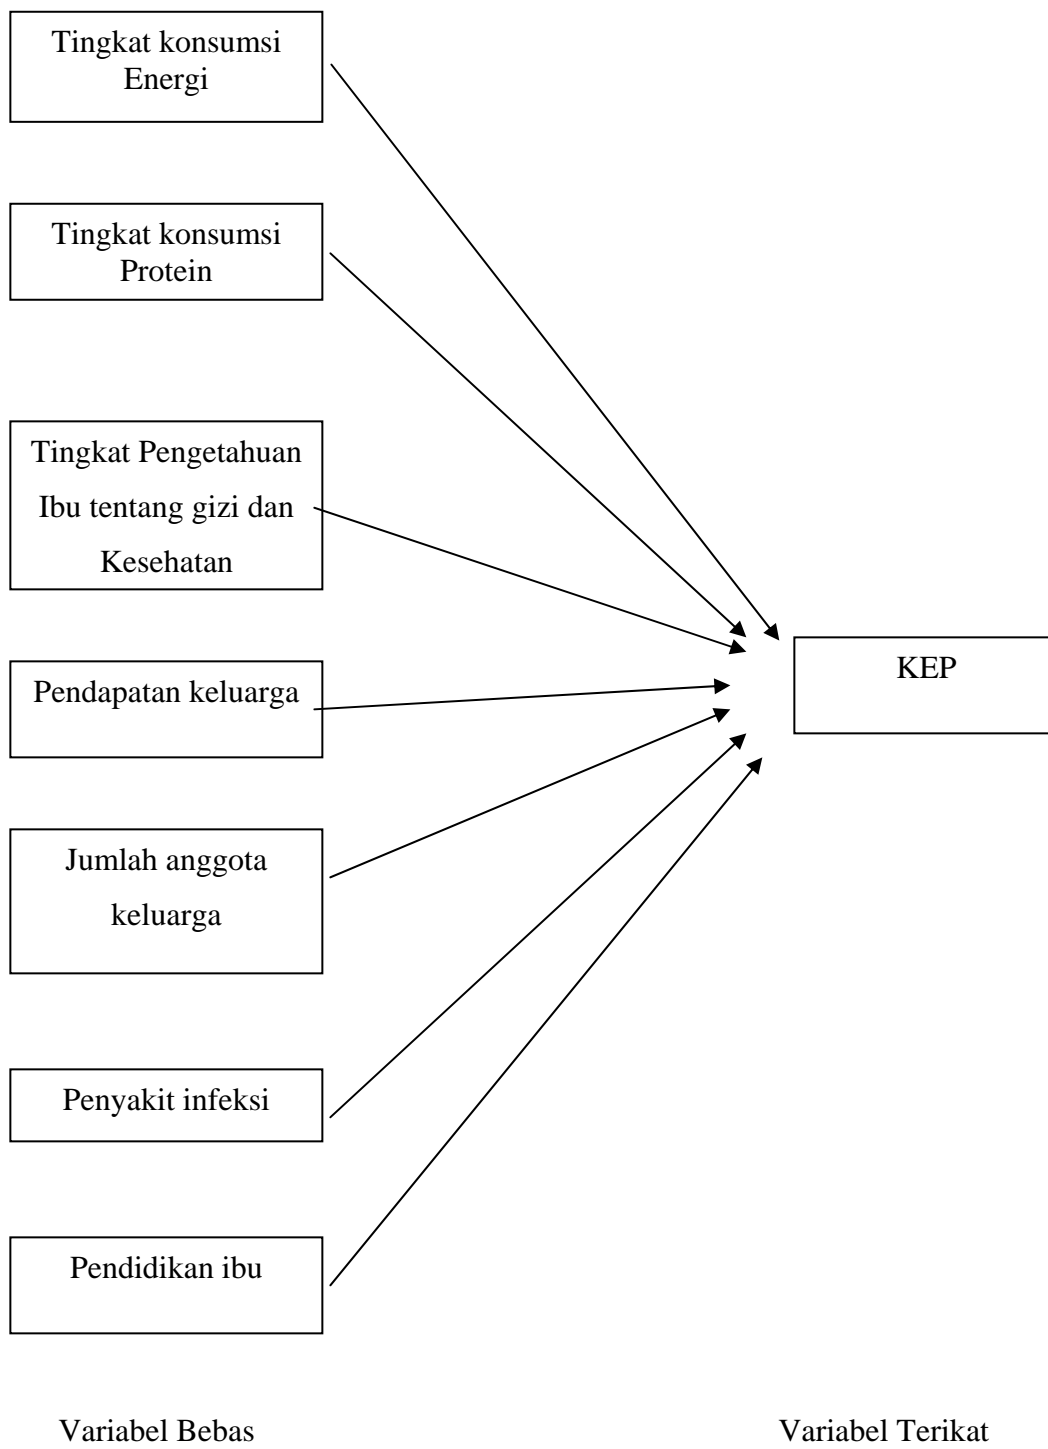 Tingkat konsumsi
Energi
Tingkat konsumsi
Protein
Tingkat Pengetahuan
Ibu tentang gizi dan
Kesehatan
KEP
Pendapatan keluarga
Jumlah anggota
keluarga
Penyakit infeksi
Pendidikan ibu
Variabel Bebas
Variabel Terikat